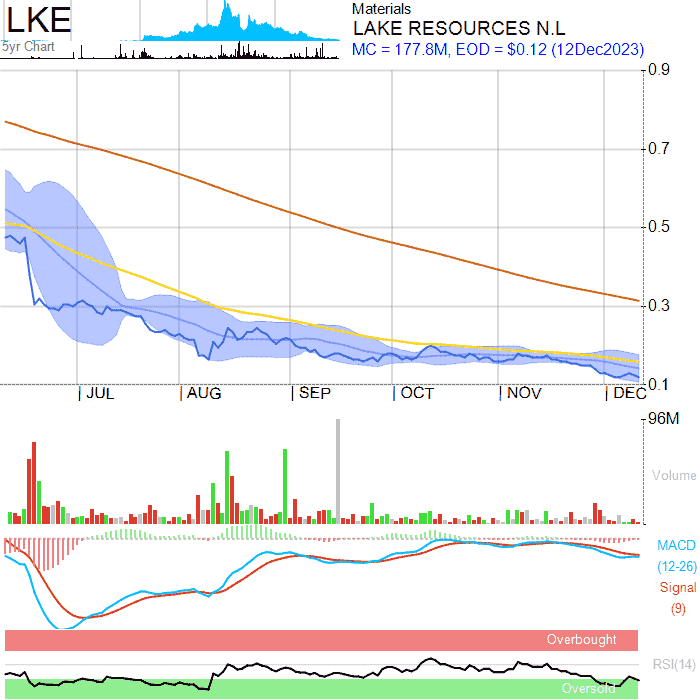 LKE
5yr Chart
Materials
LAKE RESOURCES N.L
MC = 177.8M, EOD = $0.12 (12Dec2023)
0.9
0.7
0.5
0.3
0.1
JUL
AUG
SEP
OCT
NOV
DEC
96M
Volume
MACD
(12-26)
Signal
(9)
Overbought
RSI(14)
Oversold